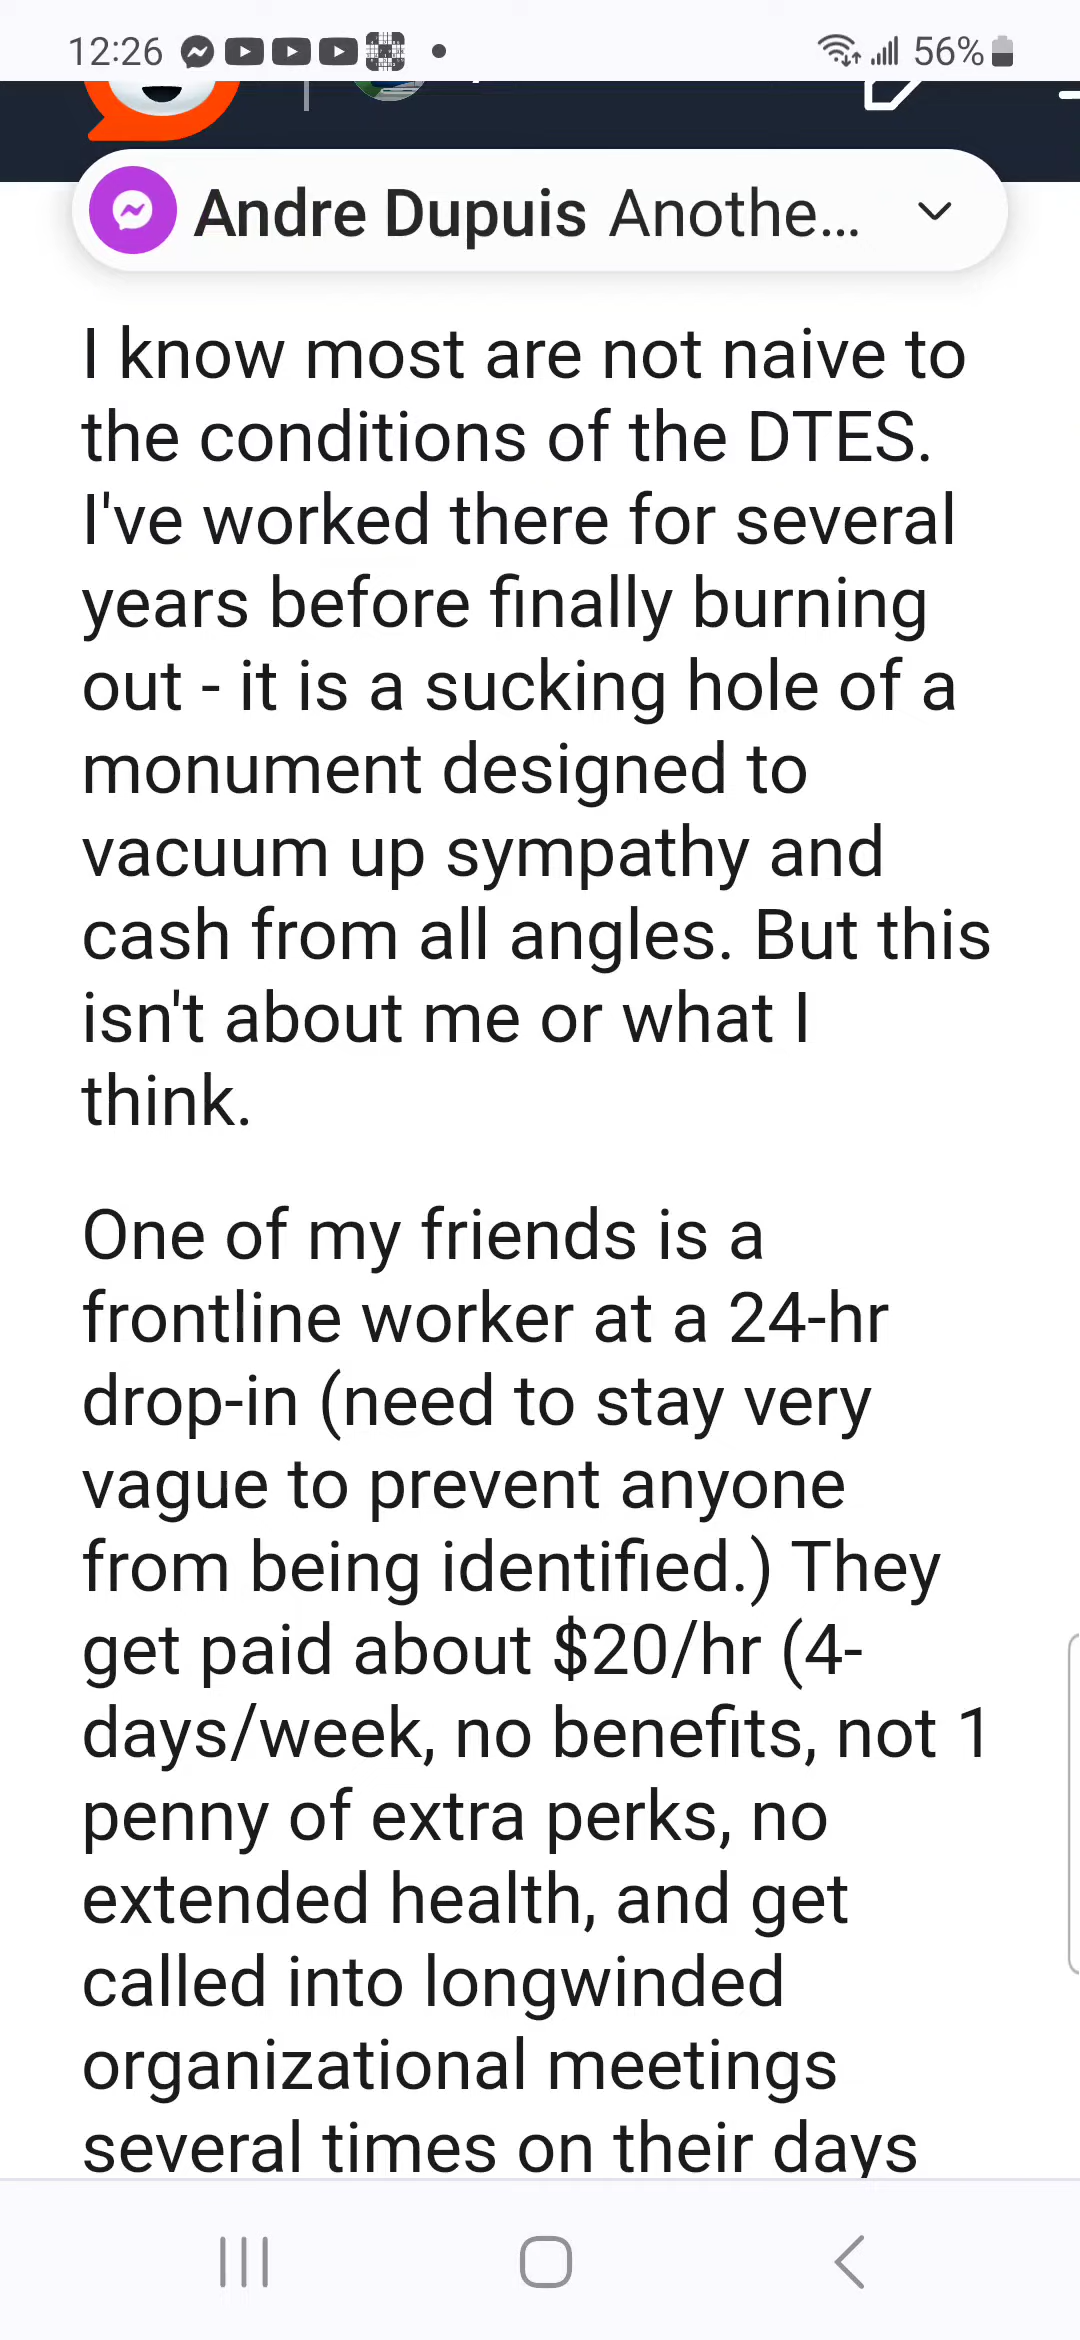 12:26
56%
Andre Dupuis Anothe...
I know most are not naive to
the conditions of the DTES.
I've worked there for several
years before finally burning
out - it is a sucking hole of a
monument designed to
vacuum up sympathy and
cash from all angles. But this
isn't about me or what I
think.
One of my friends is a
frontline worker at a 24-hr
drop-in (need to stay very
vague to prevent anyone
from being identified.) They
get paid about $20/hr (4-
days/week, no benefits, not 1
penny of extra perks, no
extended health, and get
called into longwinded
organizational meetings
several times on their days